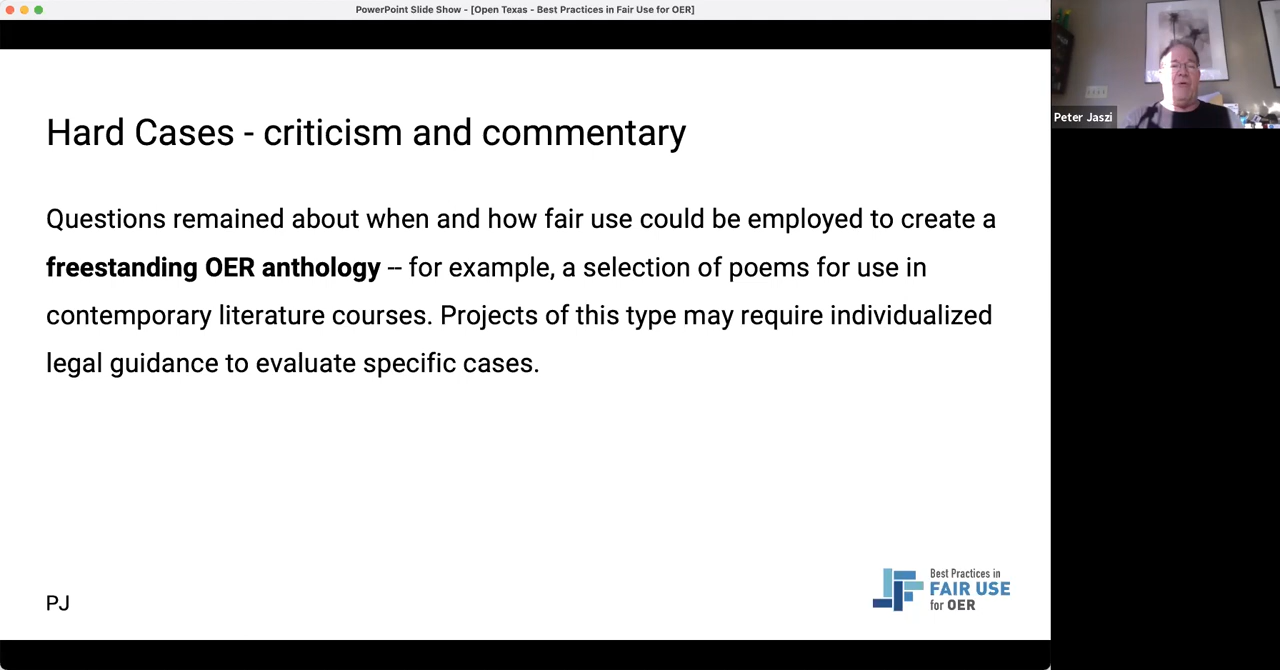 PowerPoint Slide Show - [Open Texas - Best Practices in Fair Use for OER]
Peter Jaszi
Hard Cases - criticism and commentary
Questions remained about when and how fair use could be employed to create a
freestanding OER anthology -- for example, a selection of poems for use in
contemporary literature courses. Projects of this type may require individualized
legal guidance to evaluate specific cases.
PJ
Best Practices in
FAIR USE
for OER